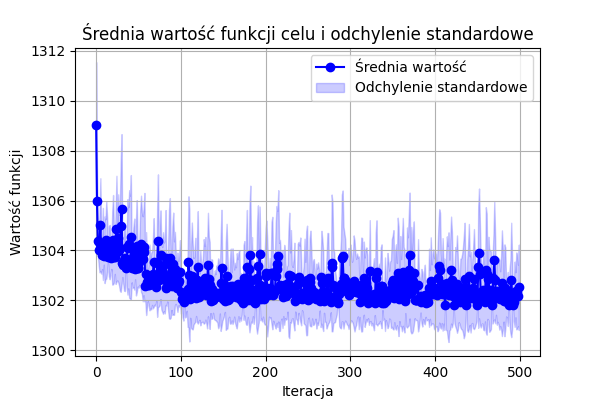 Średnia wartość funkcji celu i odchylenie standardowe
1312
1310
1308
1306
1304
1302
1300
Wartość funkcji
Średnia wartość
Odchylenie standardowe
0
100
200
300
400
500
Iteracja